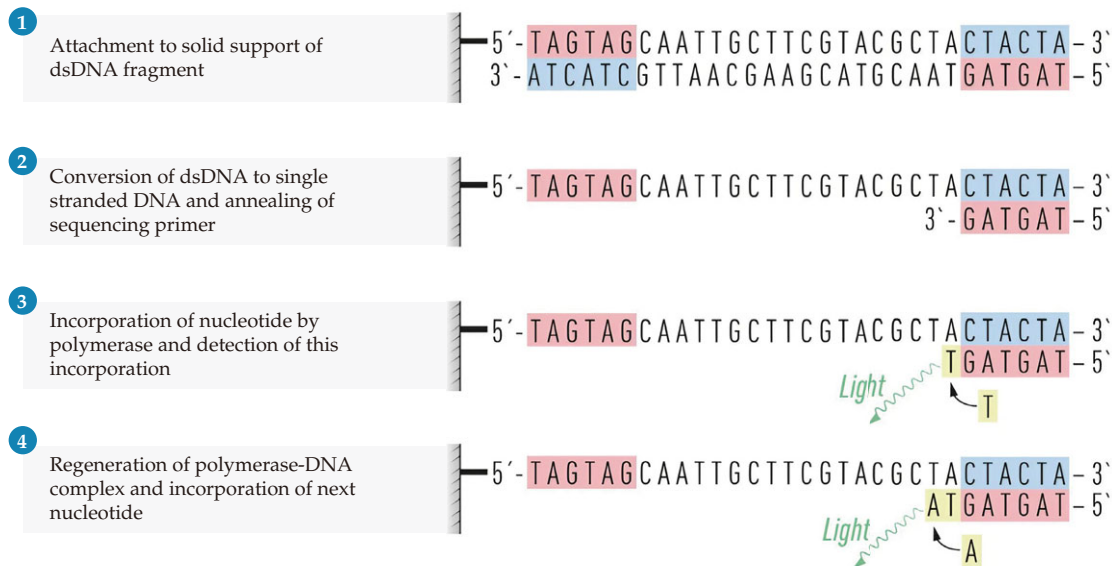 1
Attachment to solid support of
dsDNA fragment
5´- TAGTAGCAATTGCTTCGTACGCTACTACTA – 3`
3`- ATCATCGTTAACGAAGCATGCAATGATGAT – 5`
2
Conversion of dsDNA to single
stranded DNA and annealing of
sequencing primer
5´- TAGTAGCAATTGCTTCGTACGCTACTACTA – 3`
3`- GATGAT – 5`
3
Incorporation of nucleotide by
polymerase and detection of this
incorporation
5´- TAGTAGCAATTGCTTCGTACGCTACTACTA – 3`
TGATGAT – 5`
Light
T
4
Regeneration of polymerase-DNA
complex and incorporation of next
nucleotide
5´- TAGTAGCAATTGCTTCGTACGCTACTACTA – 3`
ATGATGAT – 5`
Light
A